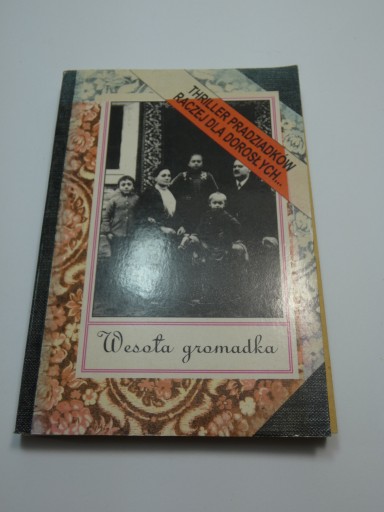 THRILLER PRADZIADKÓW
RACZEJ DLA DOROSŁYCH...
Wesoła gromadka